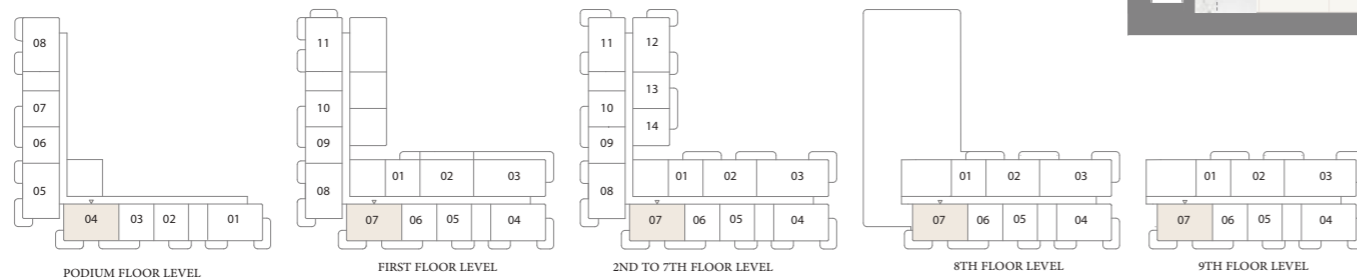 08
07
06
05
04 03 02 01
PODIUM FLOOR LEVEL
11
10
09
08
01 02 03
07 06 05 04
FIRST FLOOR LEVEL
11 12
13
10
14
09
08
01 02 03
07 06 05 04
2ND TO 7TH FLOOR LEVEL
01 02 03
07 06 05 04
8TH FLOOR LEVEL
01 02 03
07 06 05 04
9TH FLOOR LEVEL